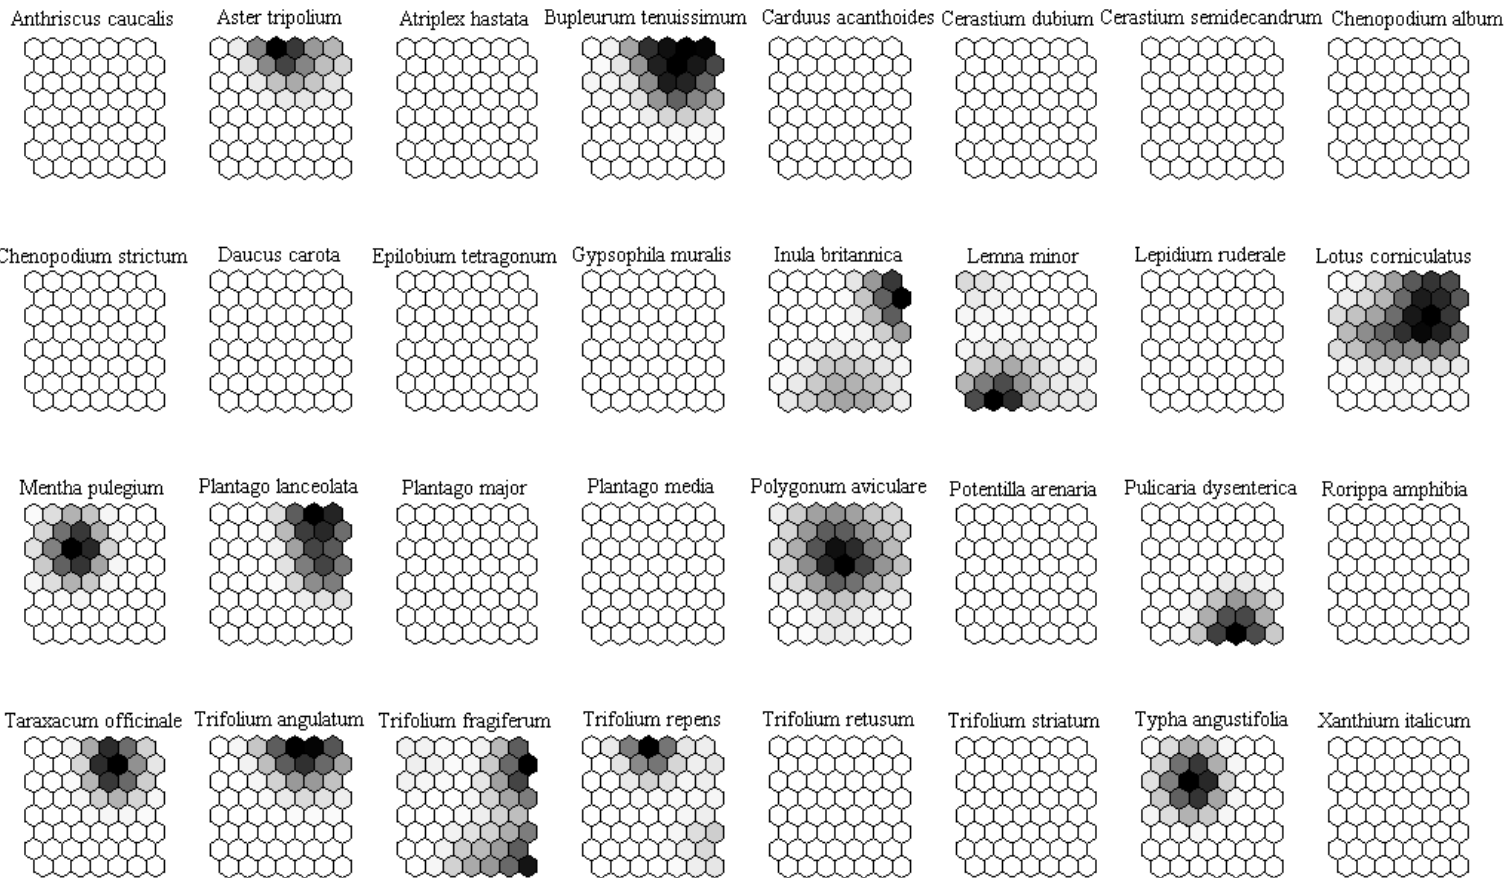 Anthriscus caucalis Aster tripolium Atriplex hastata Bupleurum tenuissimum Carduus acanthoides Cerastium dubium Cerastium semidecandrum Chenopodium album
Chenopodium strictum Daucus carota Epilobium tetragonum Gypsophila muralis Inula britannica Lemna minor Lepidium ruderale Lotus corniculatus
Mentha pulegium Plantago lanceolata Plantago major Plantago media Polygonum aviculare Potentilla arenaria Pulicaria dysenterica Rorippa amphibia
Taraxacum officinale Trifolium angulatum Trifolium fragiferum Trifolium repens Trifolium retusum Trifolium striatum Typha angustifolia Xanthium italicum